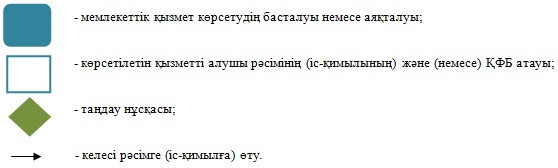 - мемлекеттік қызмет көрсетудің басталуы немесе аяқталуы;
- көрсетілетін қызметті алушы рәсімінің (іс-қимылының) және (немесе) ҚФБ атауы;
- таңдау нұсқасы;
- келесі рәсімге (іс-қимылға) өту.